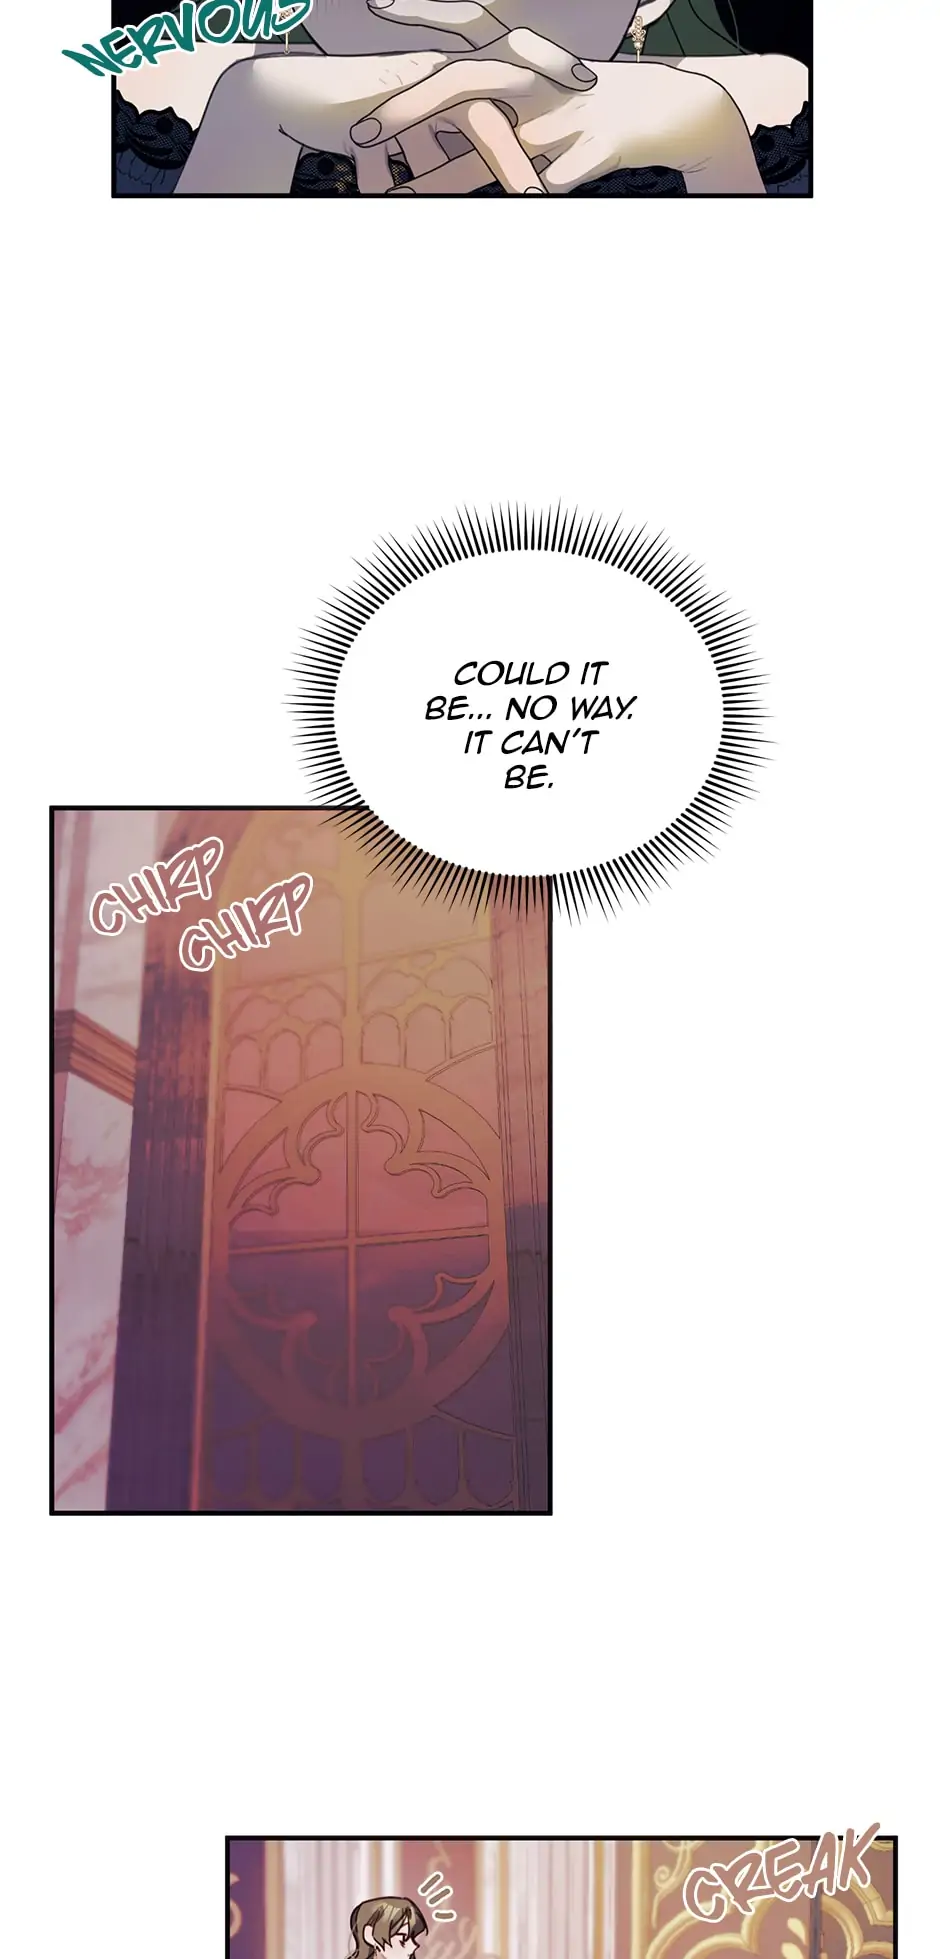 NERVOUS
COULD IT
BE... NO WAY.
IT CAN'T
BE.
CHIRP
CHIRP
CREAK